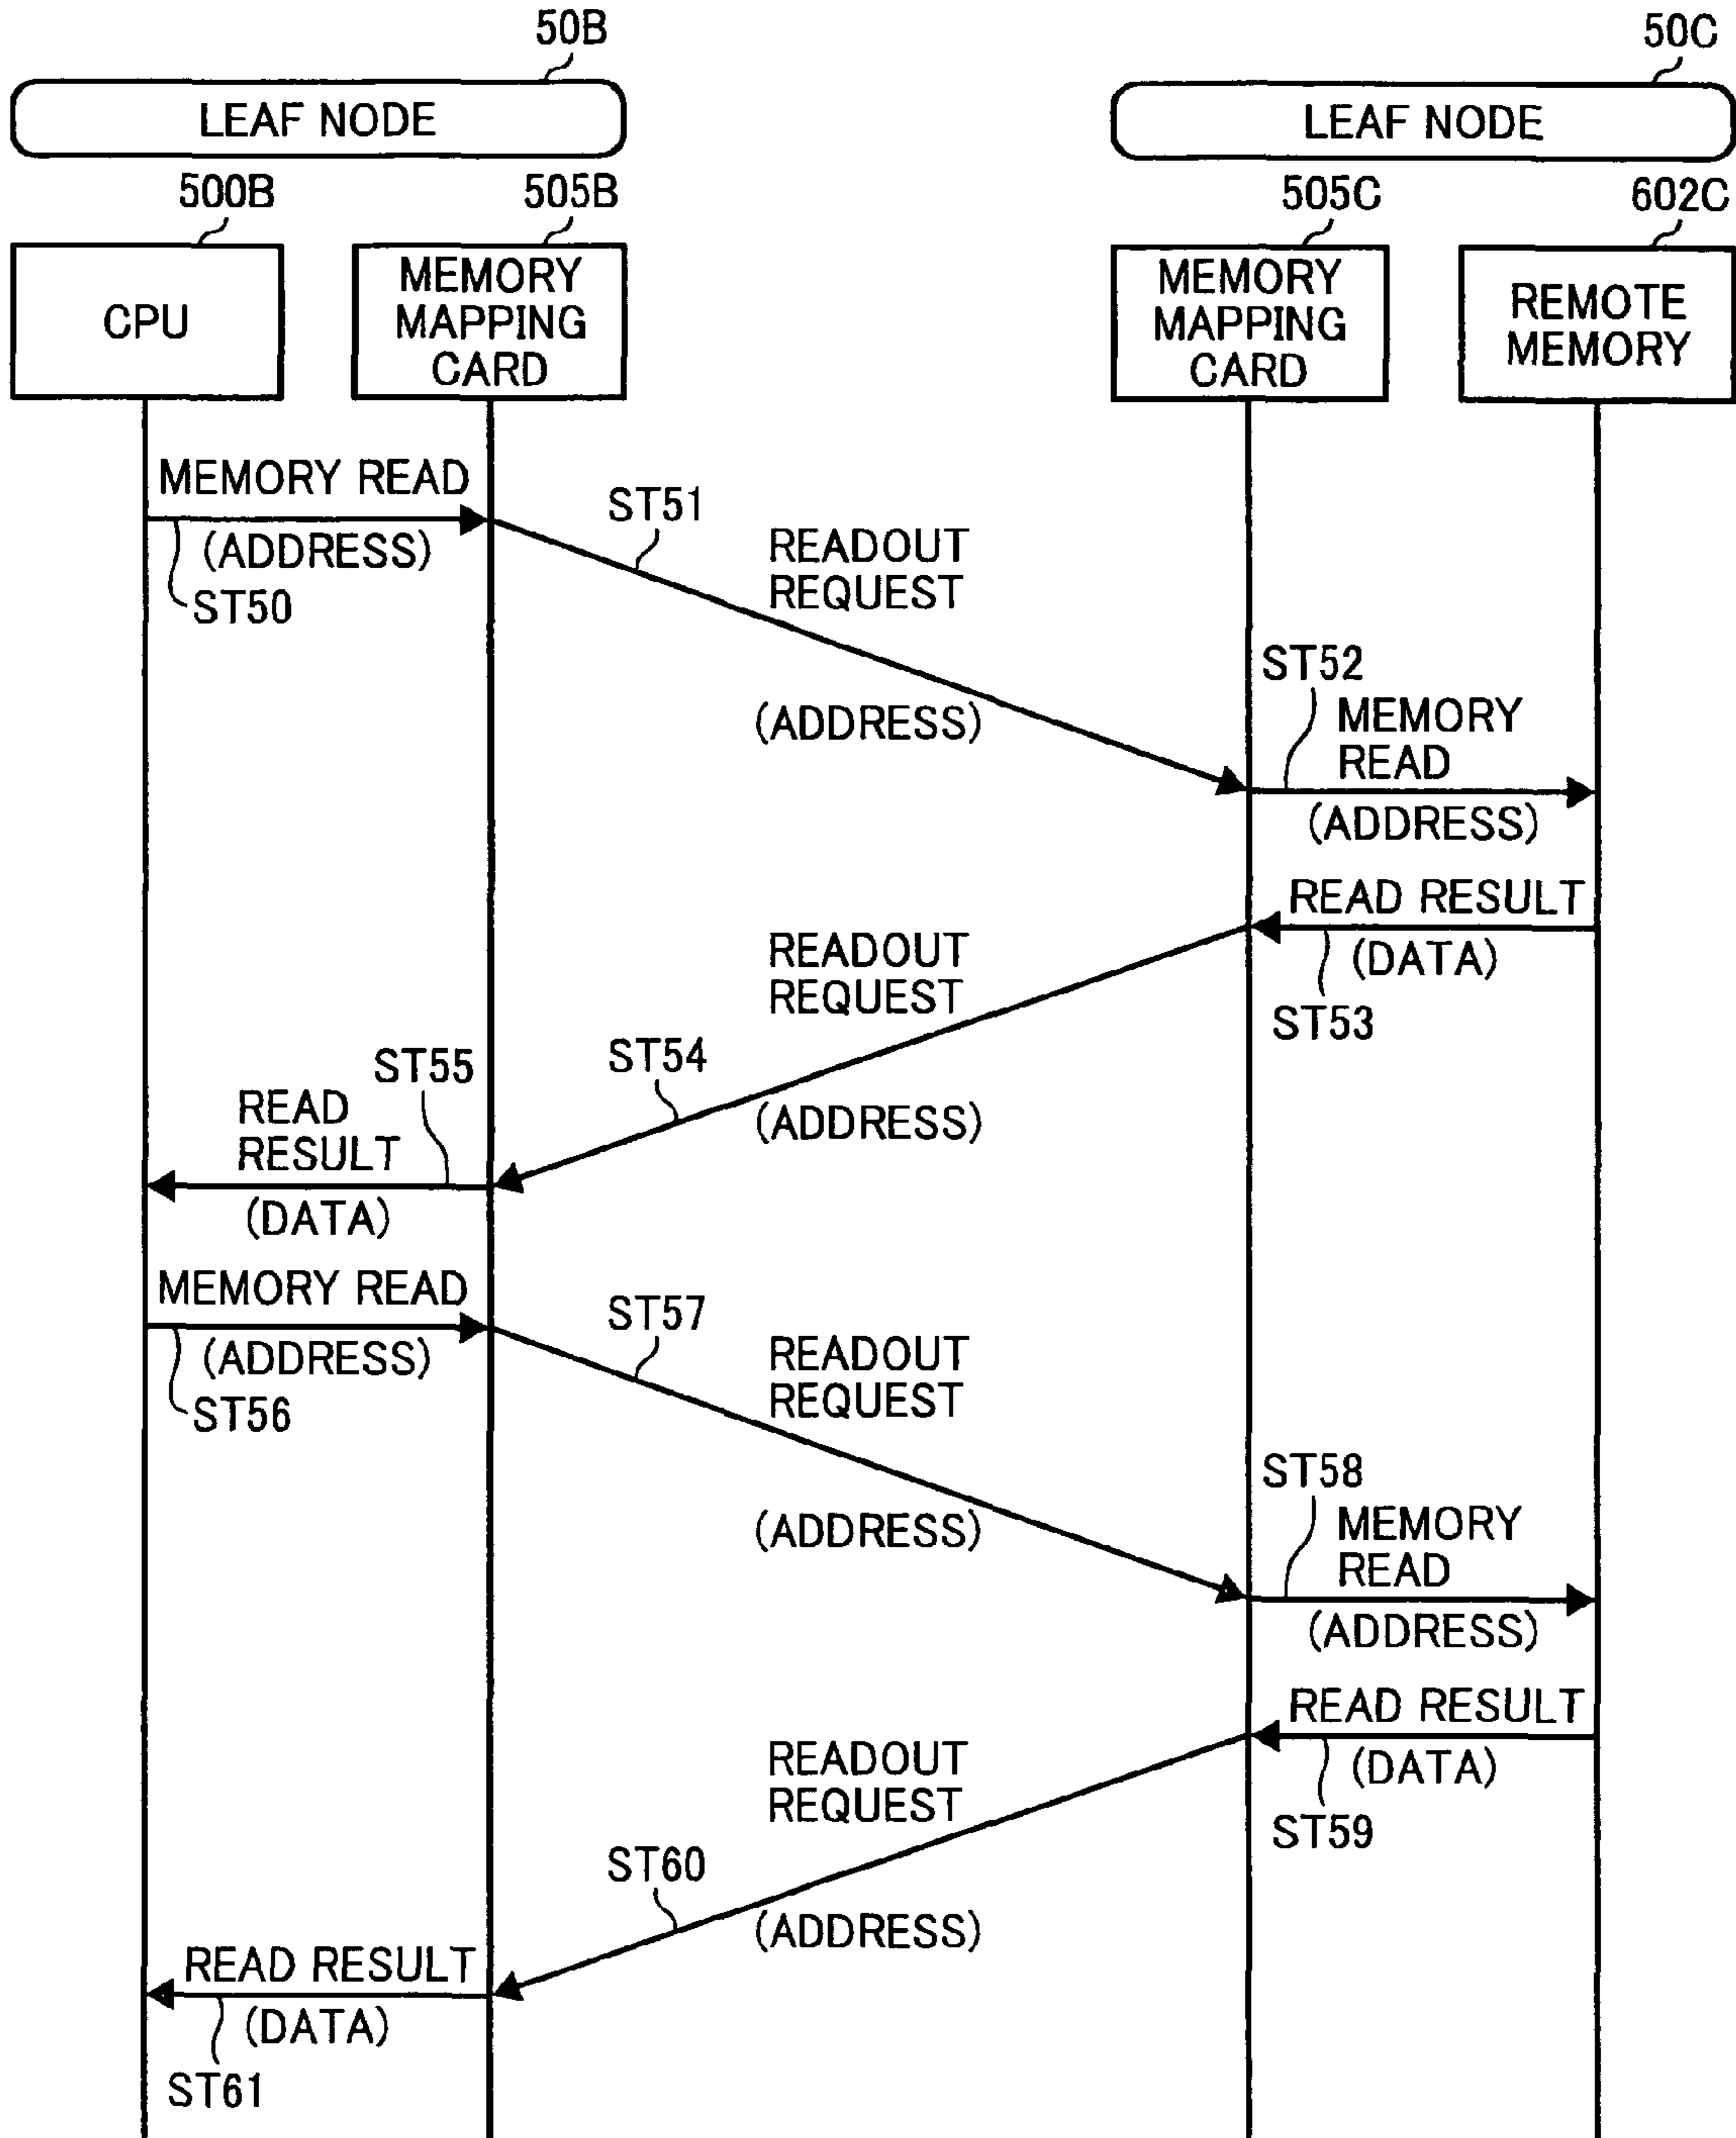 50B
50C
LEAF NODE
LEAF NODE
500B
505B
505C
602C
CPU
MEMORY
MAPPING
CARD
MEMORY
MAPPING
CARD
REMOTE
MEMORY
MEMORY READ
(ADDRESS)
ST50
ST51
READOUT
REQUEST
(ADDRESS)
ST52
MEMORY
READ
(ADDRESS)
READ RESULT
(DATA)
ST53
READOUT
REQUEST
ST54
(ADDRESS)
ST55
READ
RESULT
(DATA)
MEMORY READ
(ADDRESS)
ST56
ST57
READOUT
REQUEST
(ADDRESS)
ST58
MEMORY
READ
(ADDRESS)
READ RESULT
(DATA)
ST59
READOUT
REQUEST
ST60
(ADDRESS)
READ RESULT
(DATA)
ST61